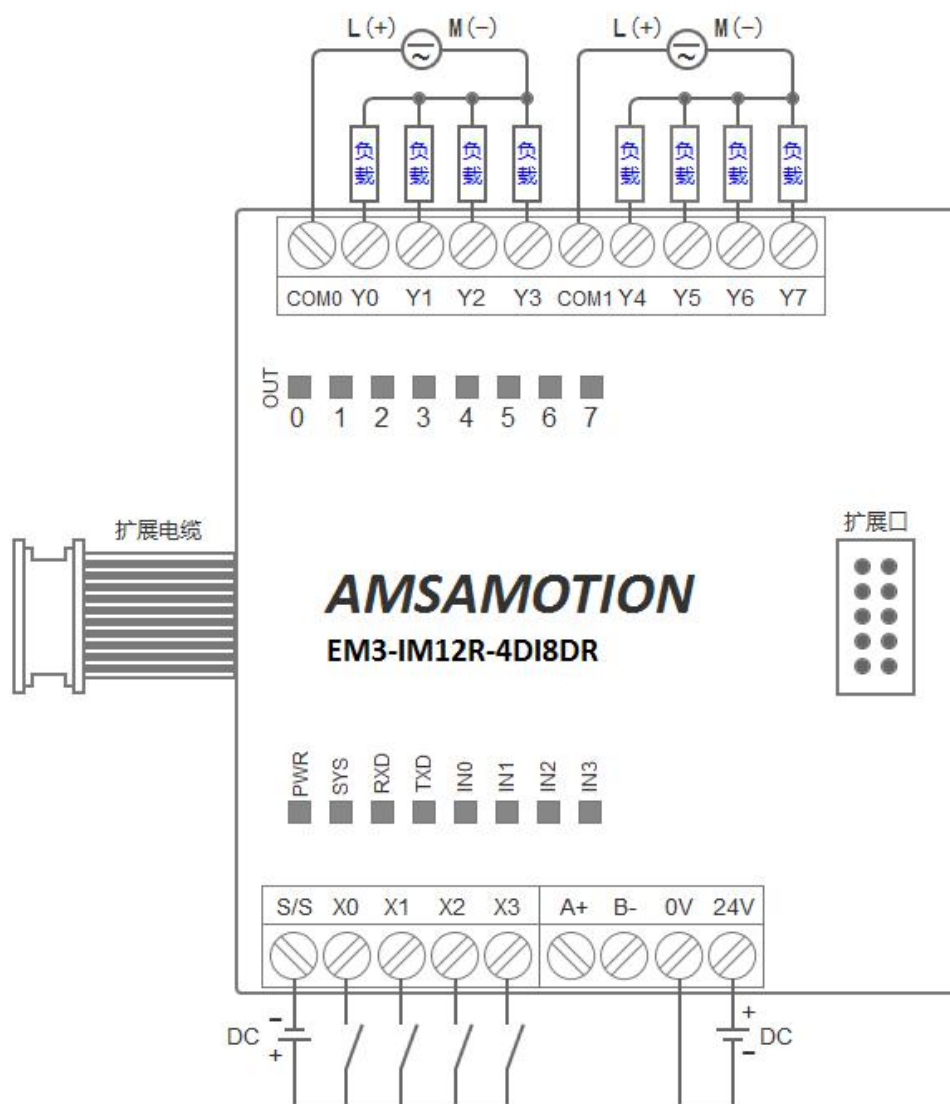 L(+) M(-) L(+) M(-)
负载 负载 负载 负载 负载 负载 负载 负载
COM0 Y0 Y1 Y2 Y3 COM1 Y4 Y5 Y6 Y7
OUT
0 1 2 3 4 5 6 7
扩展电缆
扩展口
AMSAMOTION
EM3-IM12R-4DI8DR
PWR SYS RXD TXD IN0 IN1 IN2 IN3
S/S X0 X1 X2 X3 A+ B- 0V 24V
- +
DC DC
+ -